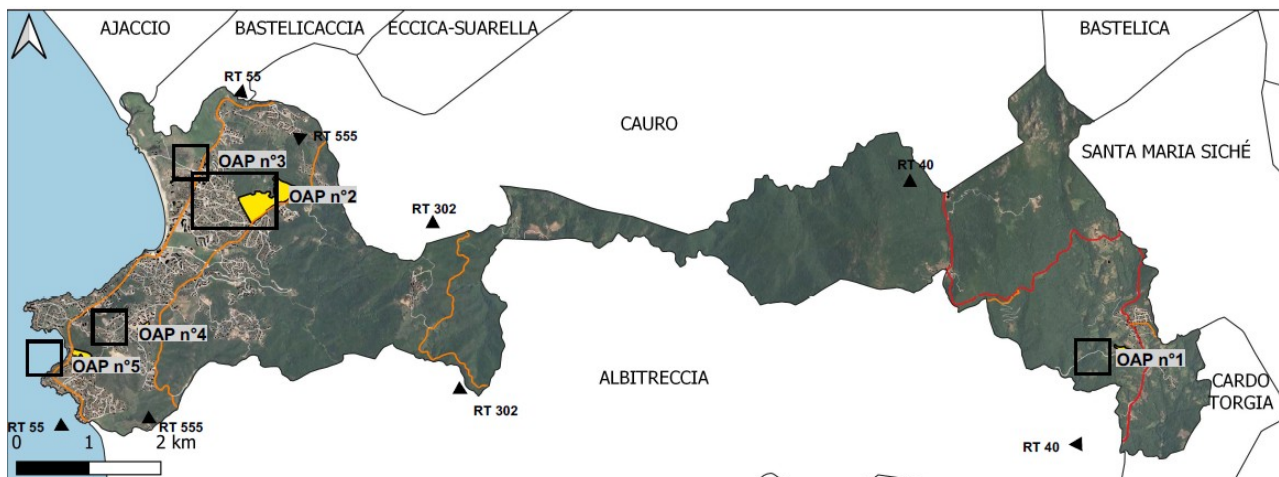 AJACCIO
BASTELICACCIA
ECCICA-SUARELLA
BASTELICA
RT 55
RT 555
CAURO
SANTA MARIA SICHÉ
OAP n°3
RT 40
OAP n°2
RT 302
OAP n°4
OAP n°5
OAP n°1
ALBITRECCIA
CARDO
TORGIA
RT 302
RT 55
RT 555
RT 40
0 1 2 km